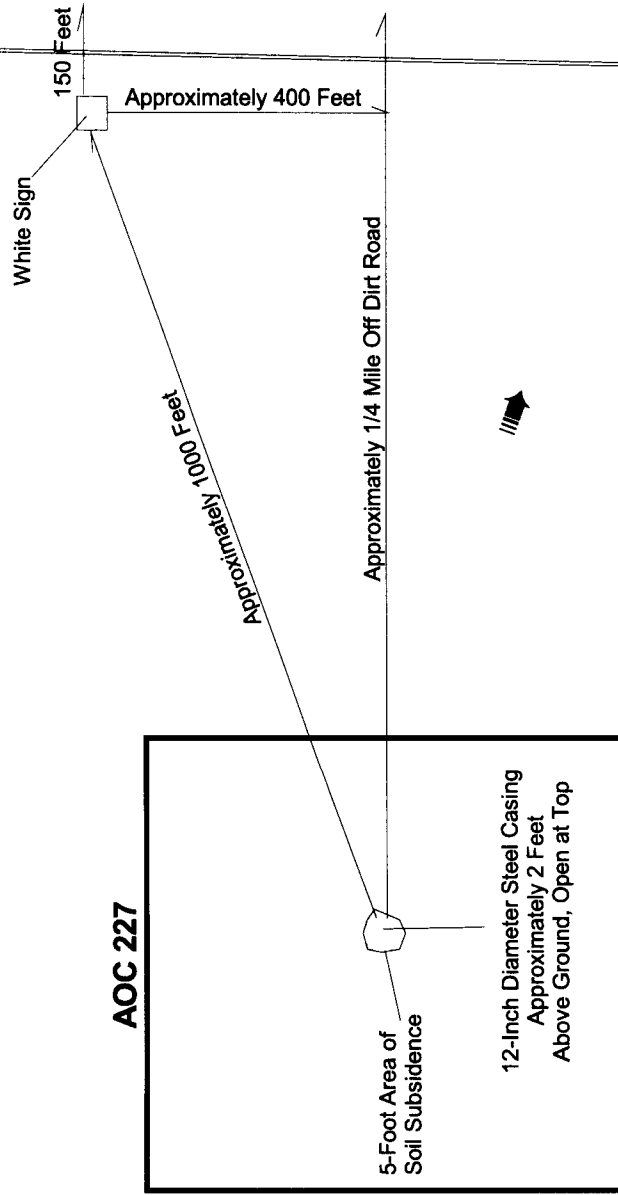 150 Feet
Approximately 400 Feet
White Sign
Approximately 1000 Feet
Approximately 1/4 Mile Off Dirt Road
AOC 227
5-Foot Area of
Soil Subsidence
12-Inch Diameter Steel Casing
Approximately 2 Feet
Above Ground, Open at Top